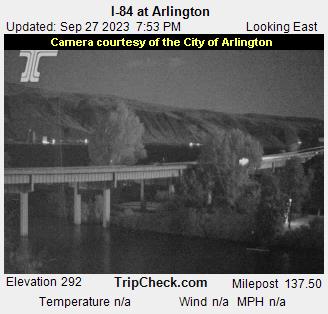 I-84 at Arlington
Updated: Sep 27 2023 7:53 PM Looking East
Camera courtesy of the City of Arlington
Elevation 292 TripCheck.com Milepost 137.50
Temperature n/a Wind n/a MPH n/a